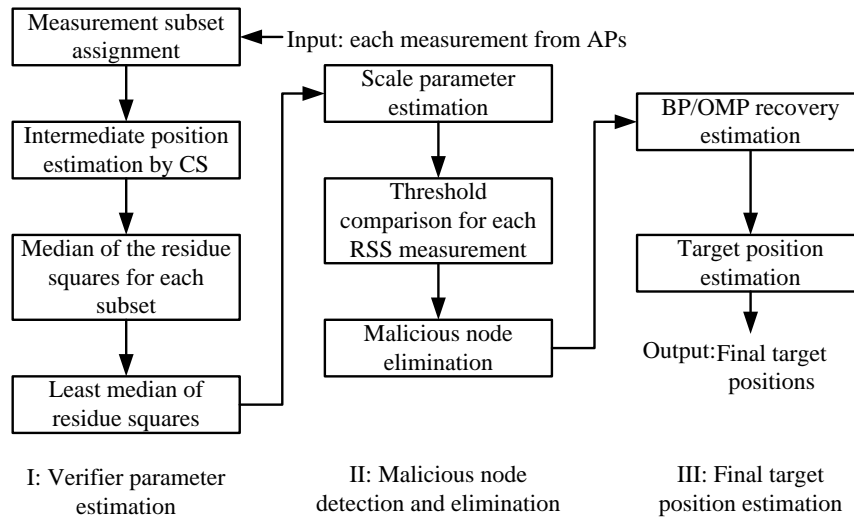 Measurement subset
assignment
Input: each measurement from APs
Intermediate position
estimation by CS
Median of the residue
squares for each
subset
Least median of
residue squares
I: Verifier parameter
estimation
Scale parameter
estimation
Threshold
comparison for each
RSS measurement
Malicious node
elimination
II: Malicious node
detection and elimination
BP/OMP recovery
estimation
Target position
estimation
Output: Final target
positions
III: Final target
position estimation